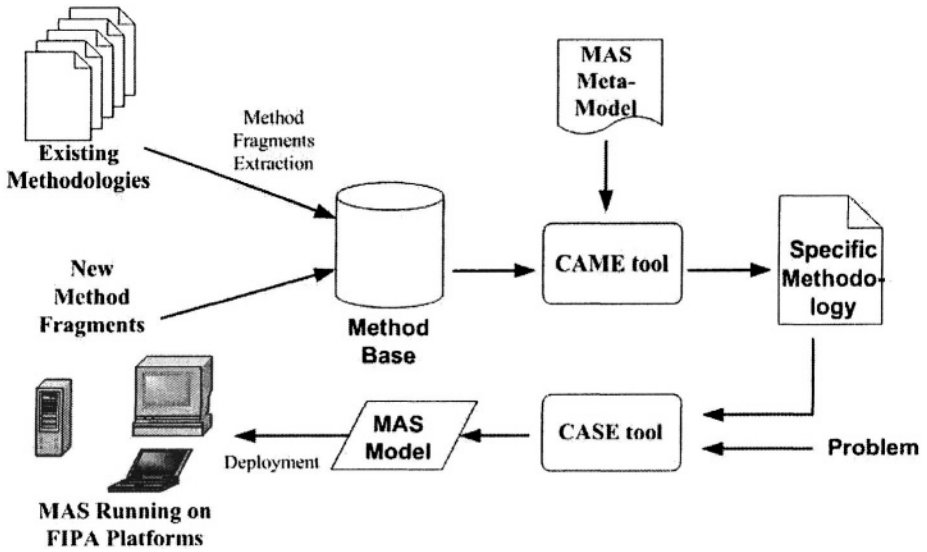 Existing
Methodologies
Method
Fragments
Extraction
MAS
Meta-
Model
New
Method
Fragments
Method
Base
CAME tool
Specific
Methodo-
logy
MAS Running on
FIPA Platforms
Deployment
MAS
Model
CASE tool
Problem